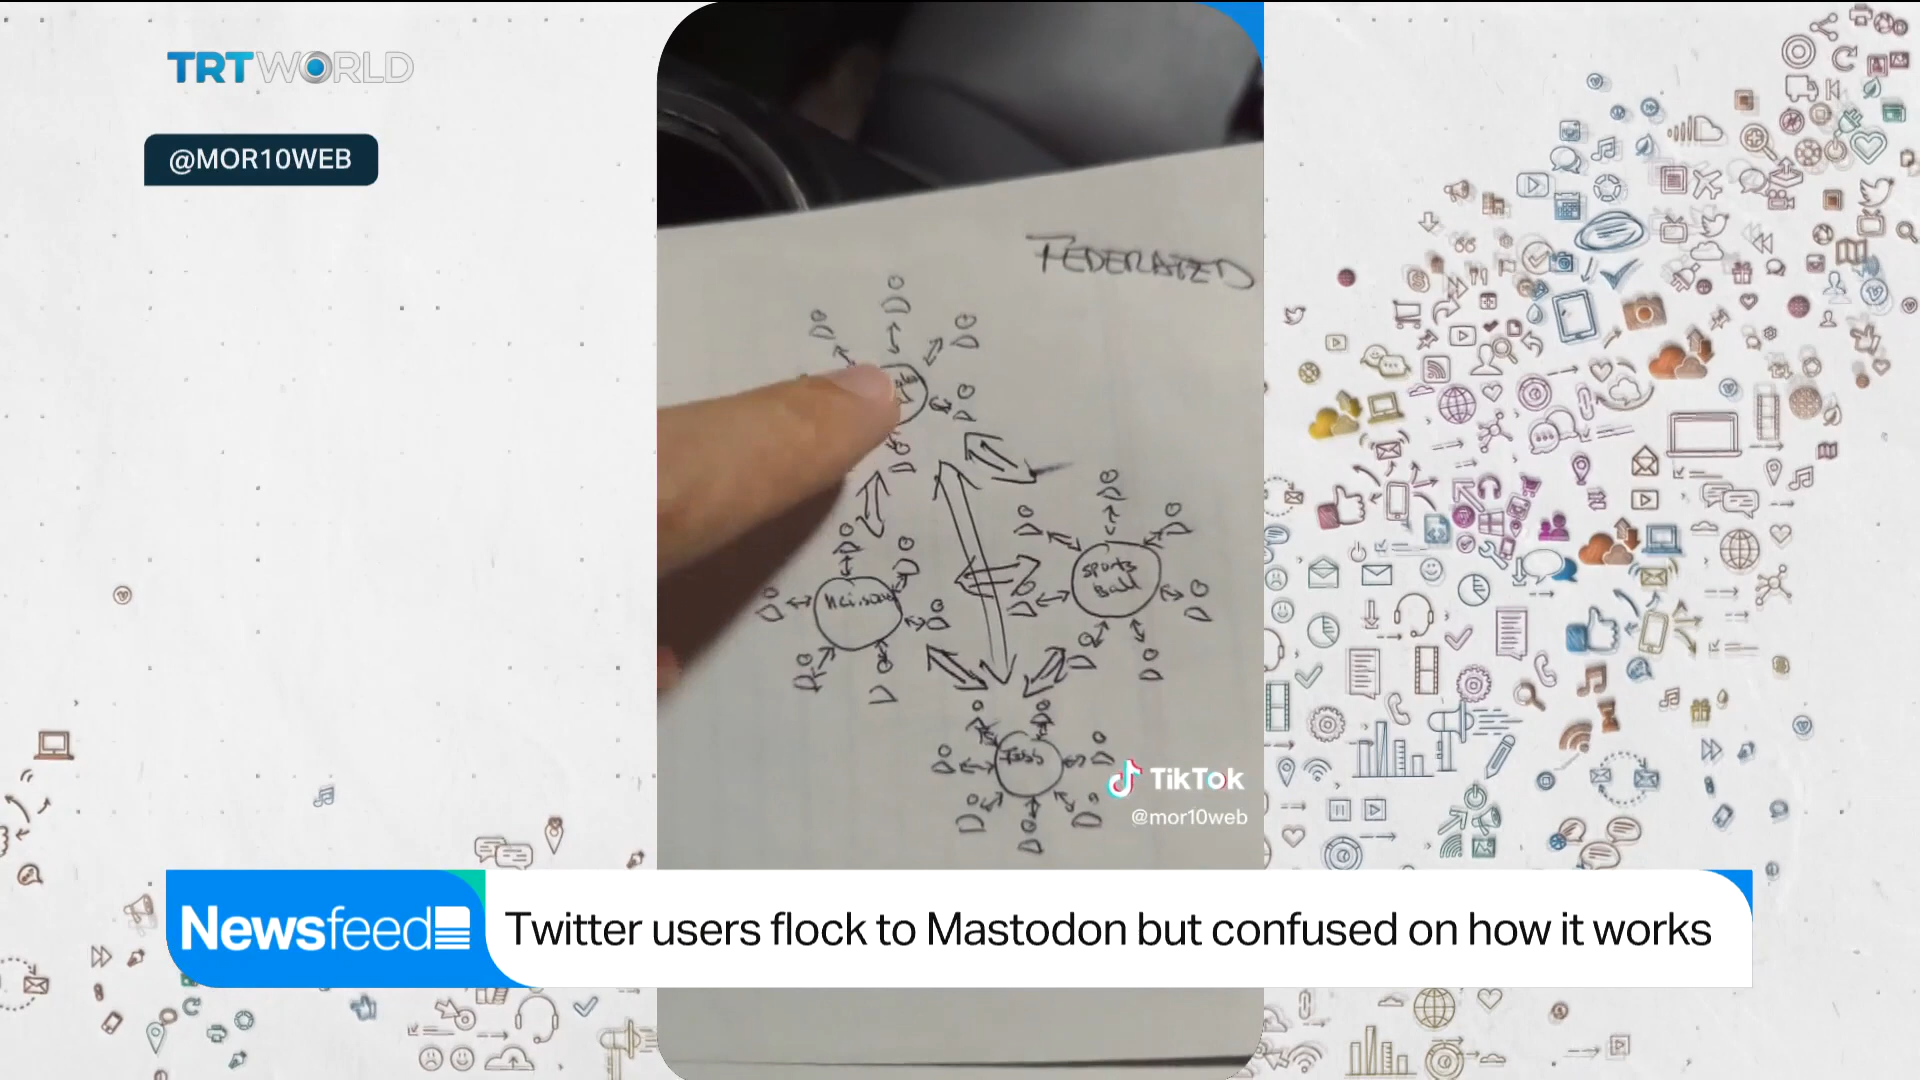 TRT WORLD
@MOR10WEB
FEDERATED
sports
Ball
Foss
TikTok
@mor10web
Newsfeed
Twitter users flock to Mastodon but confused on how it works